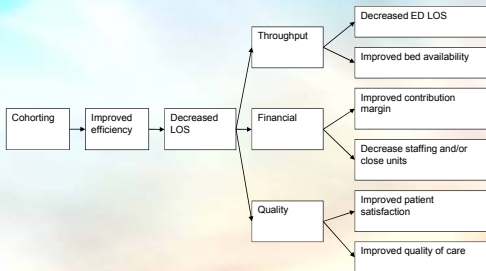 Cohorting
Improved
efficiency
Decreased
LOS
Throughput
Financial
Quality
Decreased ED LOS
Improved bed availability
Improved contribution
margin
Decrease staffing and/or
close units
Improved patient
satisfaction
Improved quality of care